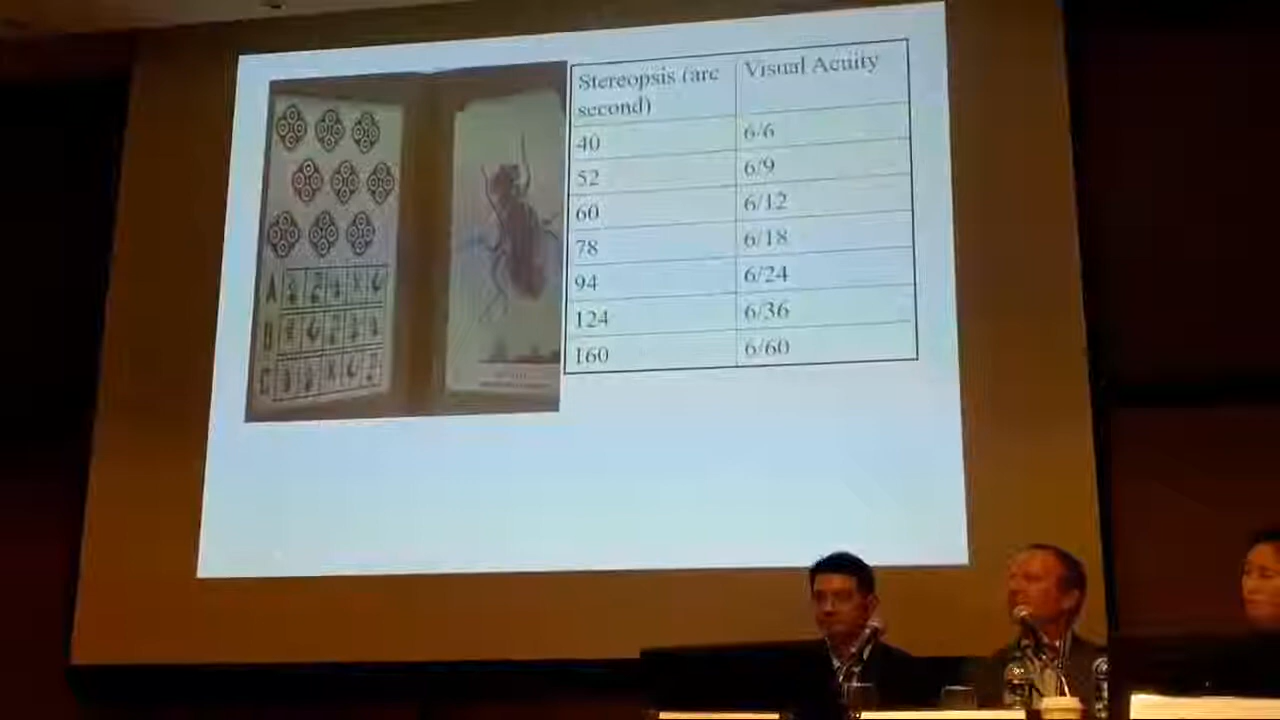 Stereopsis (arc
second)
Visual Acuity
40
6/6
52
6/9
60
6/12
78
6/18
94
6/24
124
6/36
160
6/60
A
B
C